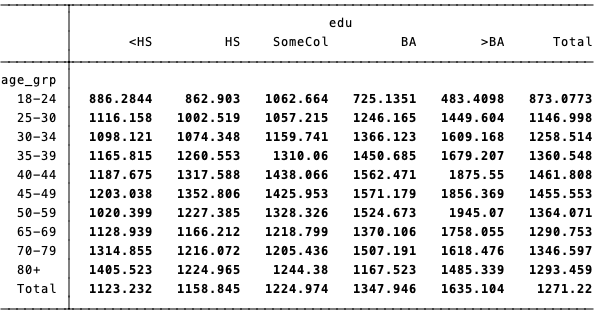 edu
<HS HS SomeCol BA >BA Total
age_grp
18-24 886.2844 862.903 1062.664 725.1351 483.4098 873.0773
25-30 1116.158 1002.519 1057.215 1246.165 1449.604 1146.998
30-34 1098.121 1074.348 1159.741 1366.123 1609.168 1258.514
35-39 1165.815 1260.553 1310.06 1450.685 1679.207 1360.548
40-44 1187.675 1317.588 1438.066 1562.471 1875.55 1461.808
45-49 1203.038 1352.806 1425.953 1571.179 1856.369 1455.553
50-59 1020.399 1227.385 1328.326 1524.673 1945.07 1364.071
65-69 1128.939 1166.212 1218.799 1370.106 1758.055 1290.753
70-79 1314.855 1216.072 1205.436 1507.191 1618.476 1346.597
80+ 1405.523 1224.965 1244.38 1167.523 1485.339 1293.459
Total 1123.232 1158.845 1224.974 1347.946 1635.104 1271.22